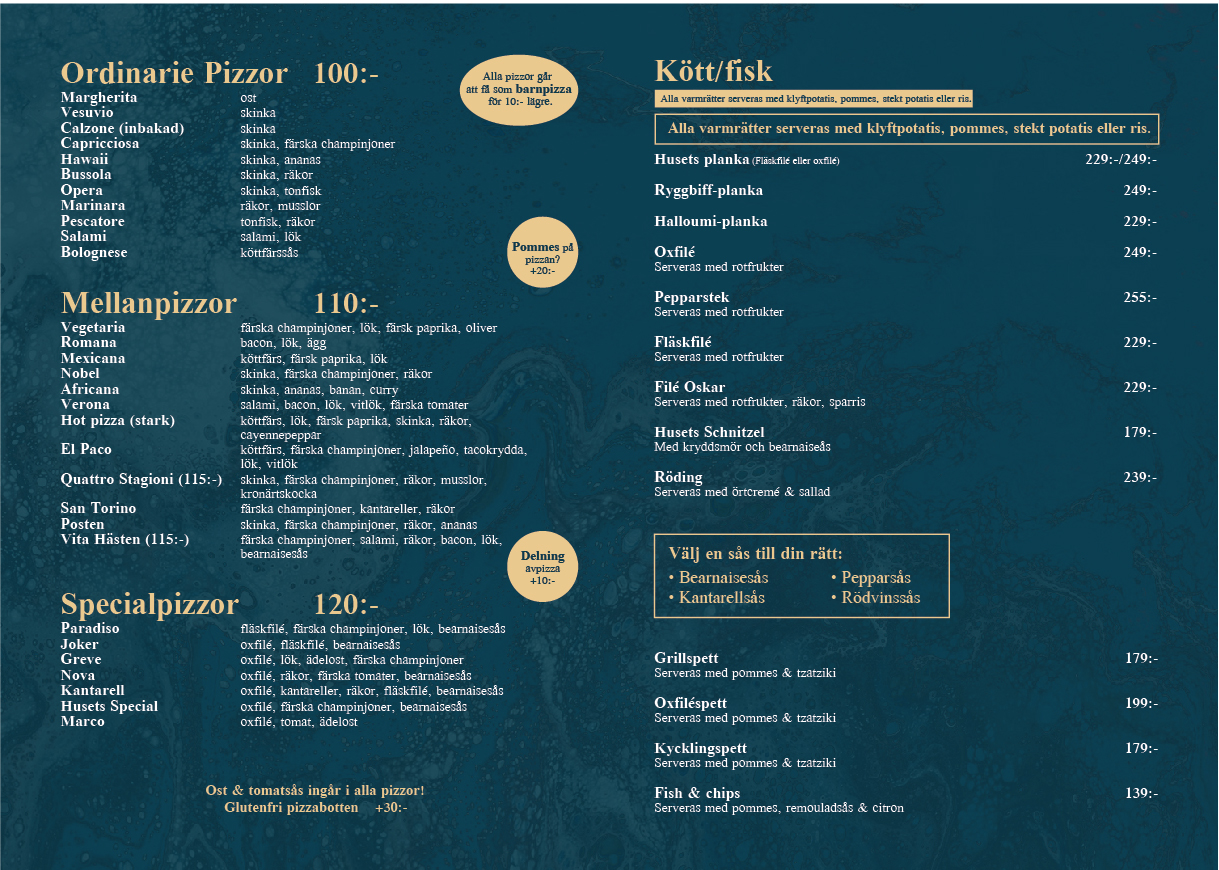 Ordinarie Pizzor 100:-
Margherita ost
Vesuvio skinka
Calzone (inbakad) skinka
Capricciosa skinka, färska champinjoner
Hawaii skinka, ananas
Bussola skinka, räkor
Opera skinka, tonfisk
Marinara räkor, musslor
Pescatore tonfisk, räkor
Salami salami, lök
Bolognese köttfärssås
Alla pizzor går
att få som barnpizza
för 10:- lägre.
Pommes på
pizzan?
+20:-
Mellanpizzor 110:-
Vegetaria färska champinjoner, lök, färsk paprika, oliver
Romana bacon, lök, ägg
Mexicana köttfärs, färsk paprika, lök
Nobel skinka, färska champinjoner, räkor
Africana skinka, ananas, banan, curry
Verona salami, bacon, lök, vitlök, färska tomater
Hot pizza (stark) köttfärs, lök, färsk paprika, skinka, räkor,
cayennepeppar
El Paco köttfärs, färska champinjoner, jalapeño, tacokrydda,
lök, vitlök
Quattro Stagioni (115:-) skinka, färska champinjoner, räkor, musslor,
kronärtskocka
San Torino färska champinjoner, kantareller, räkor
Posten skinka, färska champinjoner, räkor, ananas
Vita Hästen (115:-) färska champinjoner, salami, räkor, bacon, lök,
bearnaisesås
Delning
avpizza
+10:-
Specialpizzor 120:-
Paradiso fläskfilé, färska champinjoner, lök, bearnaisesås
Joker oxfilé, fläskfilé, bearnaisesås
Greve oxfilé, lök, ädelost, färska champinjoner
Nova oxfilé, räkor, färska tomater, bearnaisesås
Kantarell oxfilé, kantareller, räkor, fläskfilé, bearnaisesås
Husets Special oxfilé, färska champinjoner, bearnaisesås
Marco oxfilé, tomat, ädelost
Ost & tomatsås ingår i alla pizzor!
Glutenfri pizzabotten +30:-
Kött/fisk
Alla varmrätter serveras med klyftpotatis, pommes, stekt potatis eller ris.
Alla varmrätter serveras med klyftpotatis, pommes, stekt potatis eller ris.
Husets planka (Fläskfilé eller oxfilé) 229:-/249:-
Ryggbiff-planka 249:-
Halloumi-planka 229:-
Oxfilé 249:-
Serveras med rotfrukter
Pepparstek 255:-
Serveras med rotfrukter
Fläskfilé 229:-
Serveras med rotfrukter
Filé Oskar 229:-
Serveras med rotfrukter, räkor, sparris
Husets Schnitzel 179:-
Med kryddsmör och bearnaiseås
Röding 239:-
Serveras med örtcremé & sallad
Välj en sås till din rätt:
• Bearnaisesås • Pepparsås
• Kantarellsås • Rödvinssås
Grillspett 179:-
Serveras med pommes & tzatziki
Oxfiléspett 199:-
Serveras med pommes & tzatziki
Kycklingspett 179:-
Serveras med pommes & tzatziki
Fish & chips 139:-
Serveras med pommes, remouladsås & citron